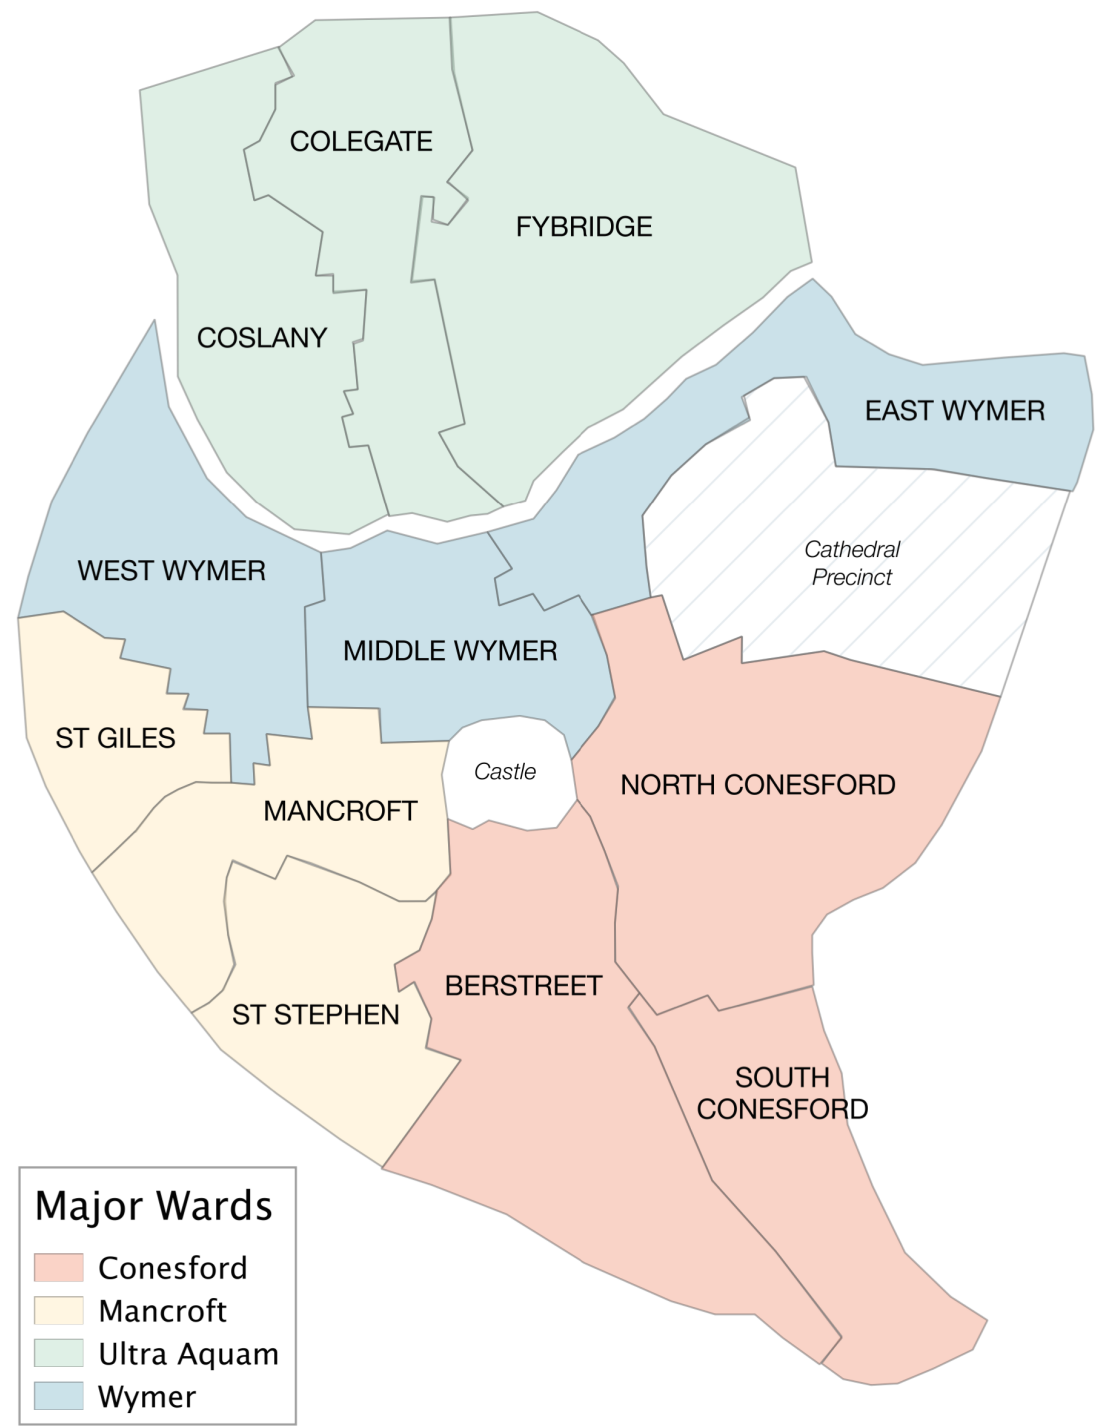 COLEGATE
FYBRIDGE
COSLANY
EAST WYMER
Cathedral
Precinct
WEST WYMER
MIDDLE WYMER
ST GILES
Castle
NORTH CONESFORD
MANCROFT
BERSTREET
ST STEPHEN
SOUTH
CONESFORD
Major Wards
Conesford
Mancroft
Ultra Aquam
Wymer